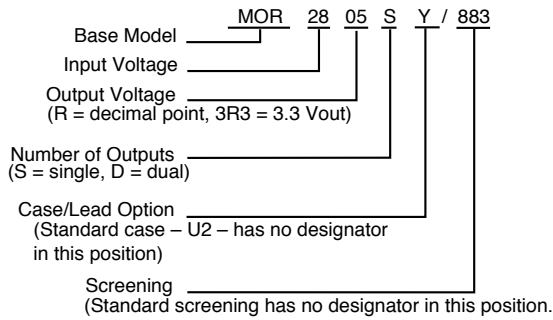 MOR 28 05 S Y / 883
Base Model
Input Voltage
Output Voltage
(R = decimal point, 3R3 = 3.3 Vout)
Number of Outputs
(S = single, D = dual)
Case/Lead Option
(Standard case – U2 – has no designator
in this position)
Screening
(Standard screening has no designator in this position.